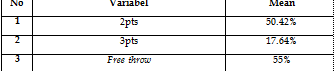 No Variabel Mean
1 2pts 50.42%
2 3pts 17.64%
3 Free throw 55%